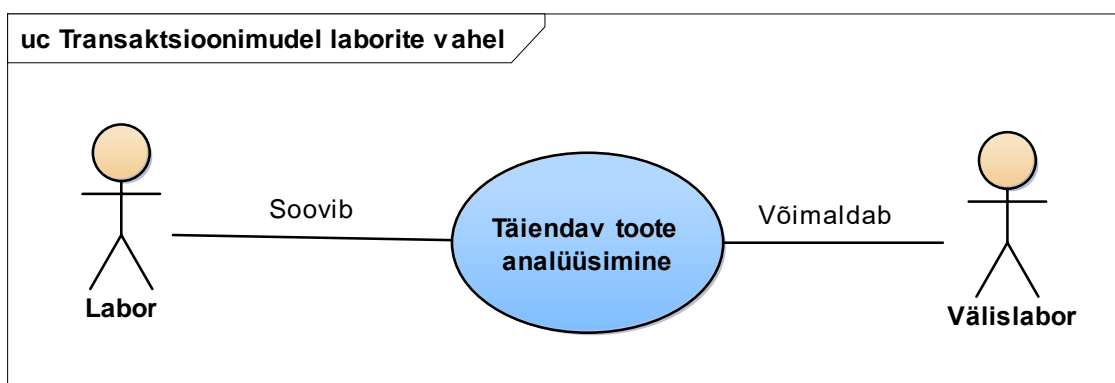 uc Transaktsioonimudel laborite vahel
Soovib
Täiendav toote
analüüsimine
Võimaldab
Labor
Välislabor